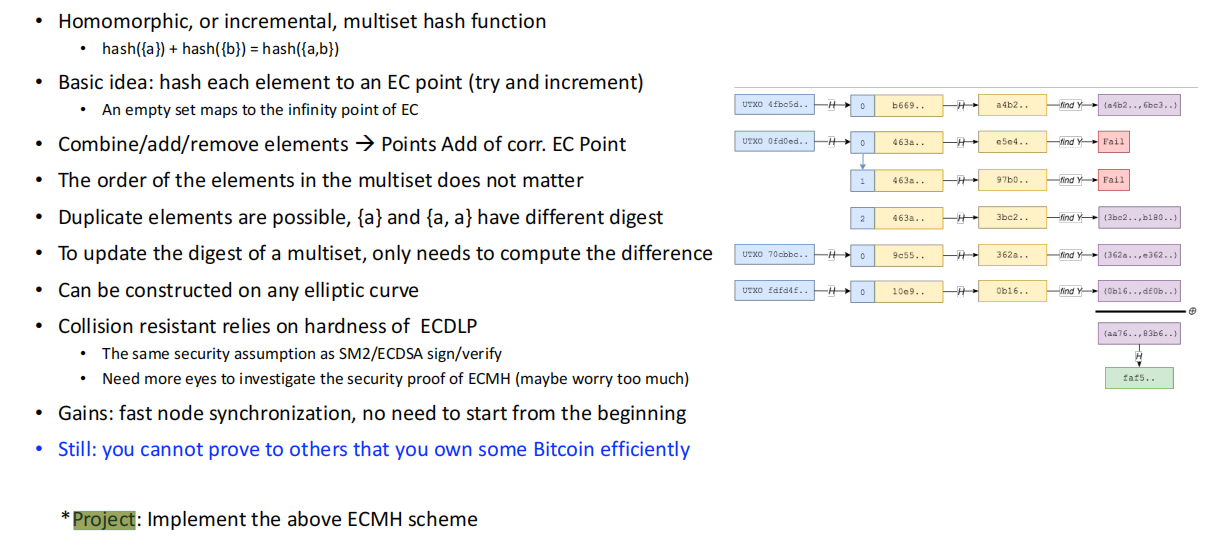 • Homomorphic, or incremental, multiset hash function
• hash({a}) + hash({b}) = hash({a,b})
• Basic idea: hash each element to an EC point (try and increment)
• An empty set maps to the infinity point of EC
• Combine/add/remove elements → Points Add of corr. EC Point
• The order of the elements in the multiset does not matter
• Duplicate elements are possible, {a} and {a, a} have different digest
• To update the digest of a multiset, only needs to compute the difference
• Can be constructed on any elliptic curve
• Collision resistant relies on hardness of ECDLP
• The same security assumption as SM2/ECDSA sign/verify
• Need more eyes to investigate the security proof of ECMH (maybe worry too much)
• Gains: fast node synchronization, no need to start from the beginning
• Still: you cannot prove to others that you own some Bitcoin efficiently
*Project: Implement the above ECMH scheme
UTXO 4fbc5d.. H 0 b669.. H a4b2.. find Y (a4b2..,6bc3..)
UTXO 0fd0ed.. H 0 463a.. H e5e4.. find Y Fail
1 463a.. H 97b0.. find Y Fail
2 463a.. H 3bc2.. find Y (3bc2..,b180..)
UTXO 70cbbc.. H 0 9c55.. H 362a.. find Y (362a..,e362..)
UTXO fdfd4f.. H 0 10e9.. H 0b16.. find Y (0b16..,df0b..)
⊕
(aa76..,83b6..)
H
faf5..